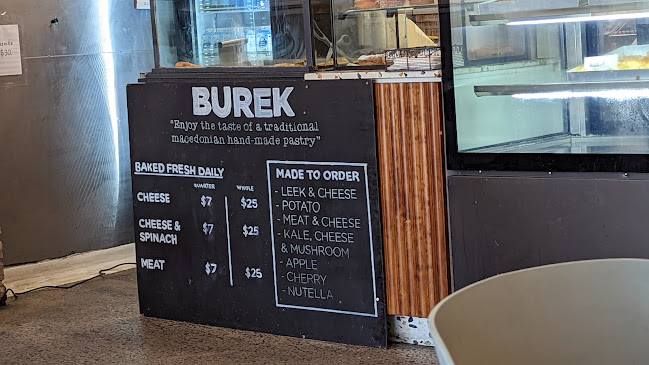 $30
BUREK
"Enjoy the taste of a traditional
macedonian hand-made pastry"
BAKED FRESH DAILY
QUARTER WHOLE
CHEESE $7 $25
CHEESE &
SPINACH $7 $25
MEAT $7 $25
MADE TO ORDER
- LEEK & CHEESE
- POTATO
- MEAT & CHEESE
- KALE, CHEESE
& MUSHROOM
- APPLE
- CHERRY
- NUTELLA